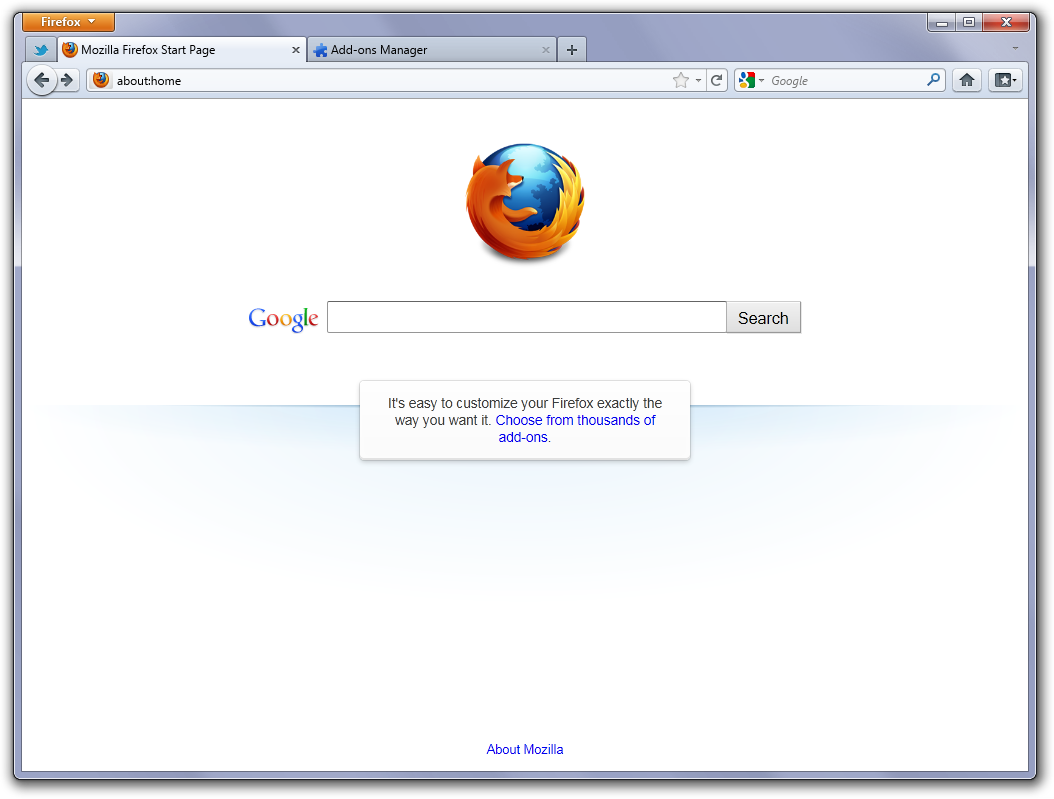 Firefox
Mozilla Firefox Start Page
Add-ons Manager
about:home
Google
Google
Search
It's easy to customize your Firefox exactly the
way you want it. Choose from thousands of
add-ons.
About Mozilla